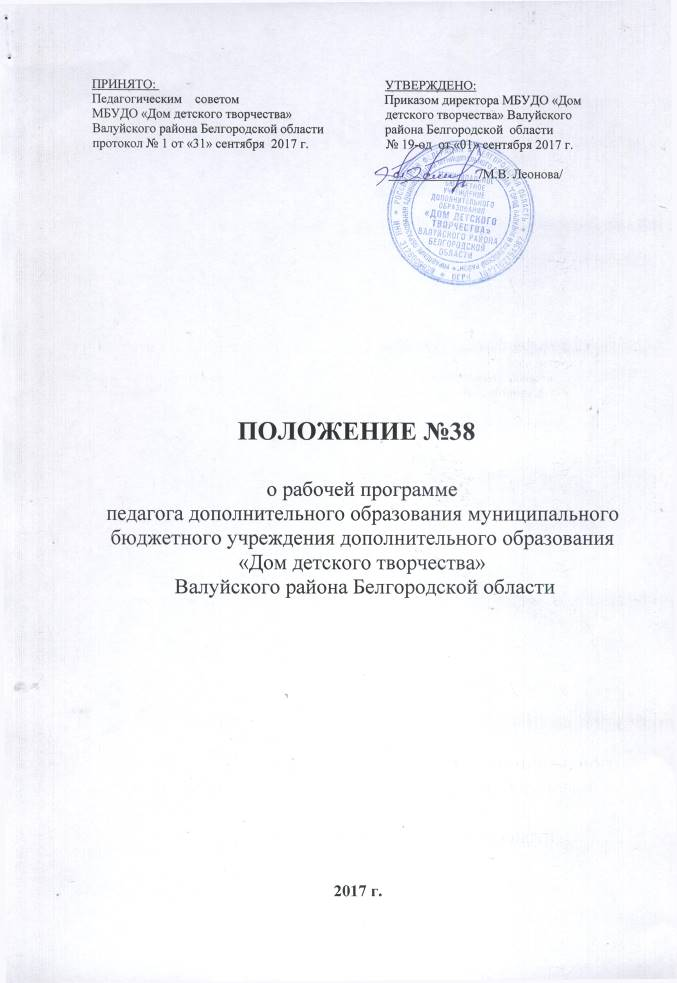 ПРИНЯТО:
Педагогическим советом
МБУДО «Дом детского творчества»
Валуйского района Белгородской области
протокол № 1 от «31» сентября 2017 г.
УТВЕРЖДЕНО:
Приказом директора МБУДО «Дом
детского творчества» Валуйского
района Белгородской области
№ 19-од от «01» сентября 2017 г.
/М.В. Леонова/
БЮДЖЕТНОЕ
УЧРЕЖДЕНИЕ
ДОПОЛНИТЕЛЬНОГО
ОБРАЗОВАНИЯ
«ДОМ ДЕТСКОГО
ТВОРЧЕСТВА»
ВАЛУЙСКОГО РАЙОНА
БЕЛГОРОДСКОЙ
ОБЛАСТИ
ПОЛОЖЕНИЕ №38
о рабочей программе
педагога дополнительного образования муниципального
бюджетного учреждения дополнительного образования
«Дом детского творчества»
Валуйского района Белгородской области
2017 г.